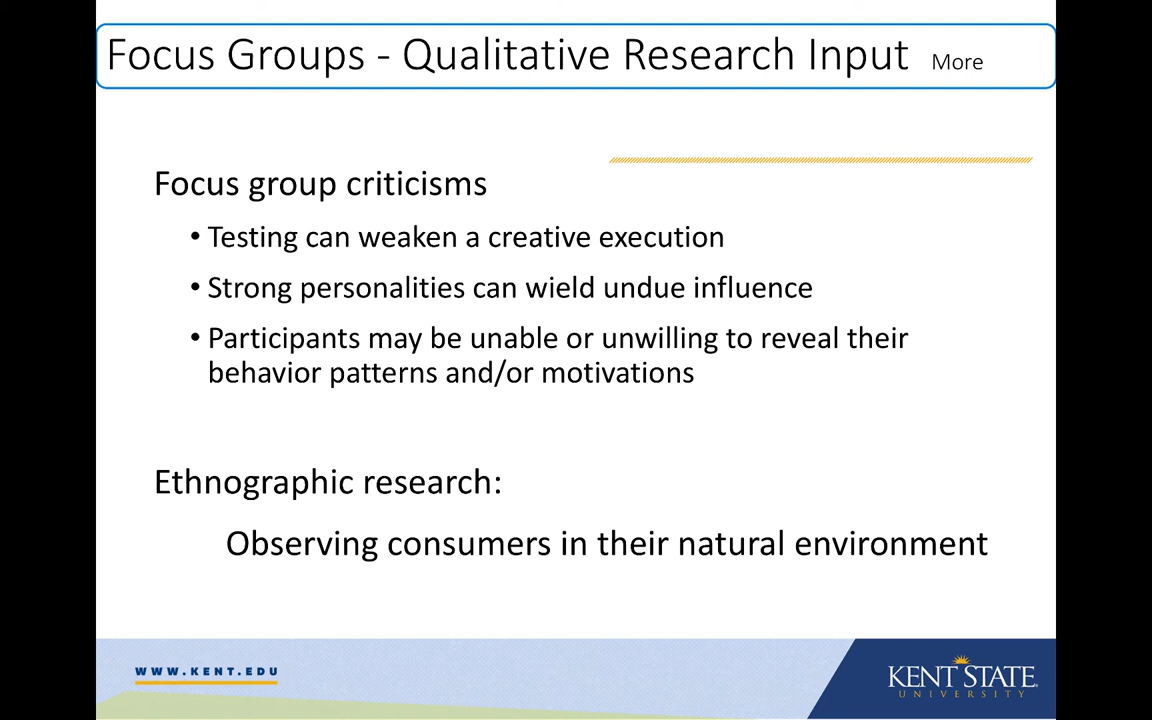 Focus Groups - Qualitative Research Input More
Focus group criticisms
• Testing can weaken a creative execution
• Strong personalities can wield undue influence
• Participants may be unable or unwilling to reveal their
behavior patterns and/or motivations
Ethnographic research:
Observing consumers in their natural environment
WWW.KENT.EDU
KENT STATE
UNIVERSITY